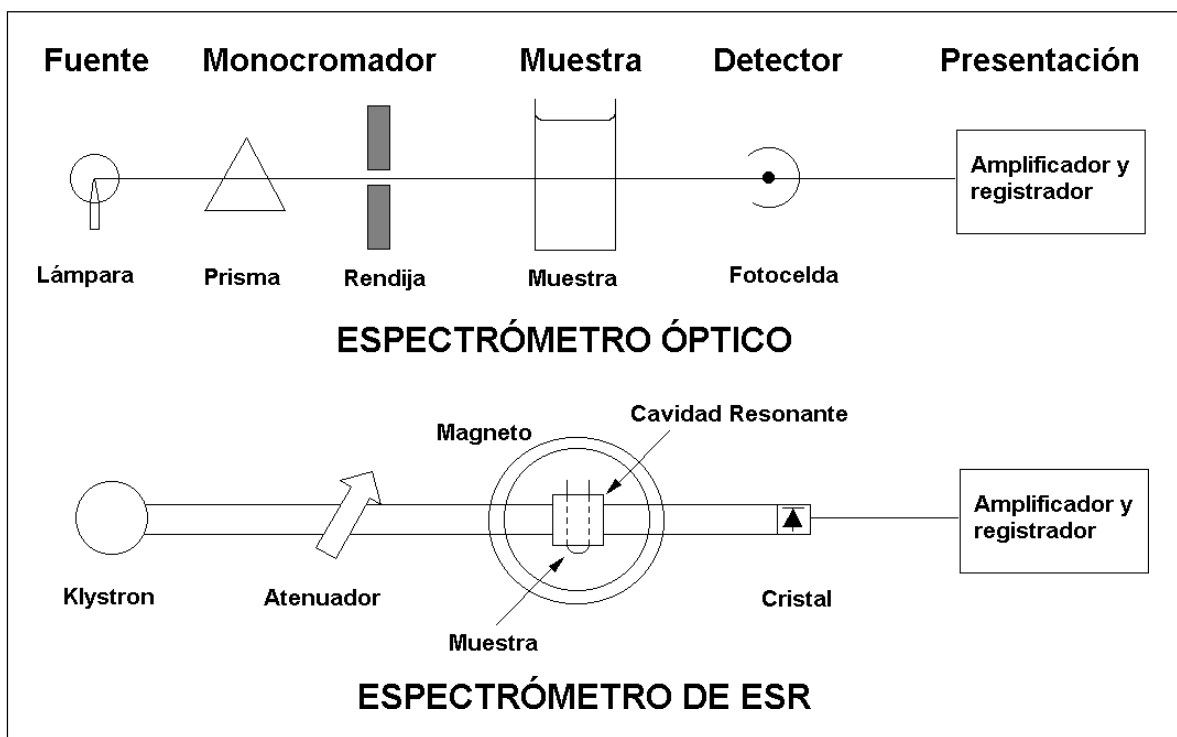 Fuente Monocromador Muestra Detector Presentación
Amplificador y
registrador
Lámpara Prisma Rendija Muestra Fotocelda
ESPECTRÓMETRO ÓPTICO
Cavidad Resonante
Magneto
Amplificador y
registrador
Klystron Atenuador Cristal
Muestra
ESPECTRÓMETRO DE ESR